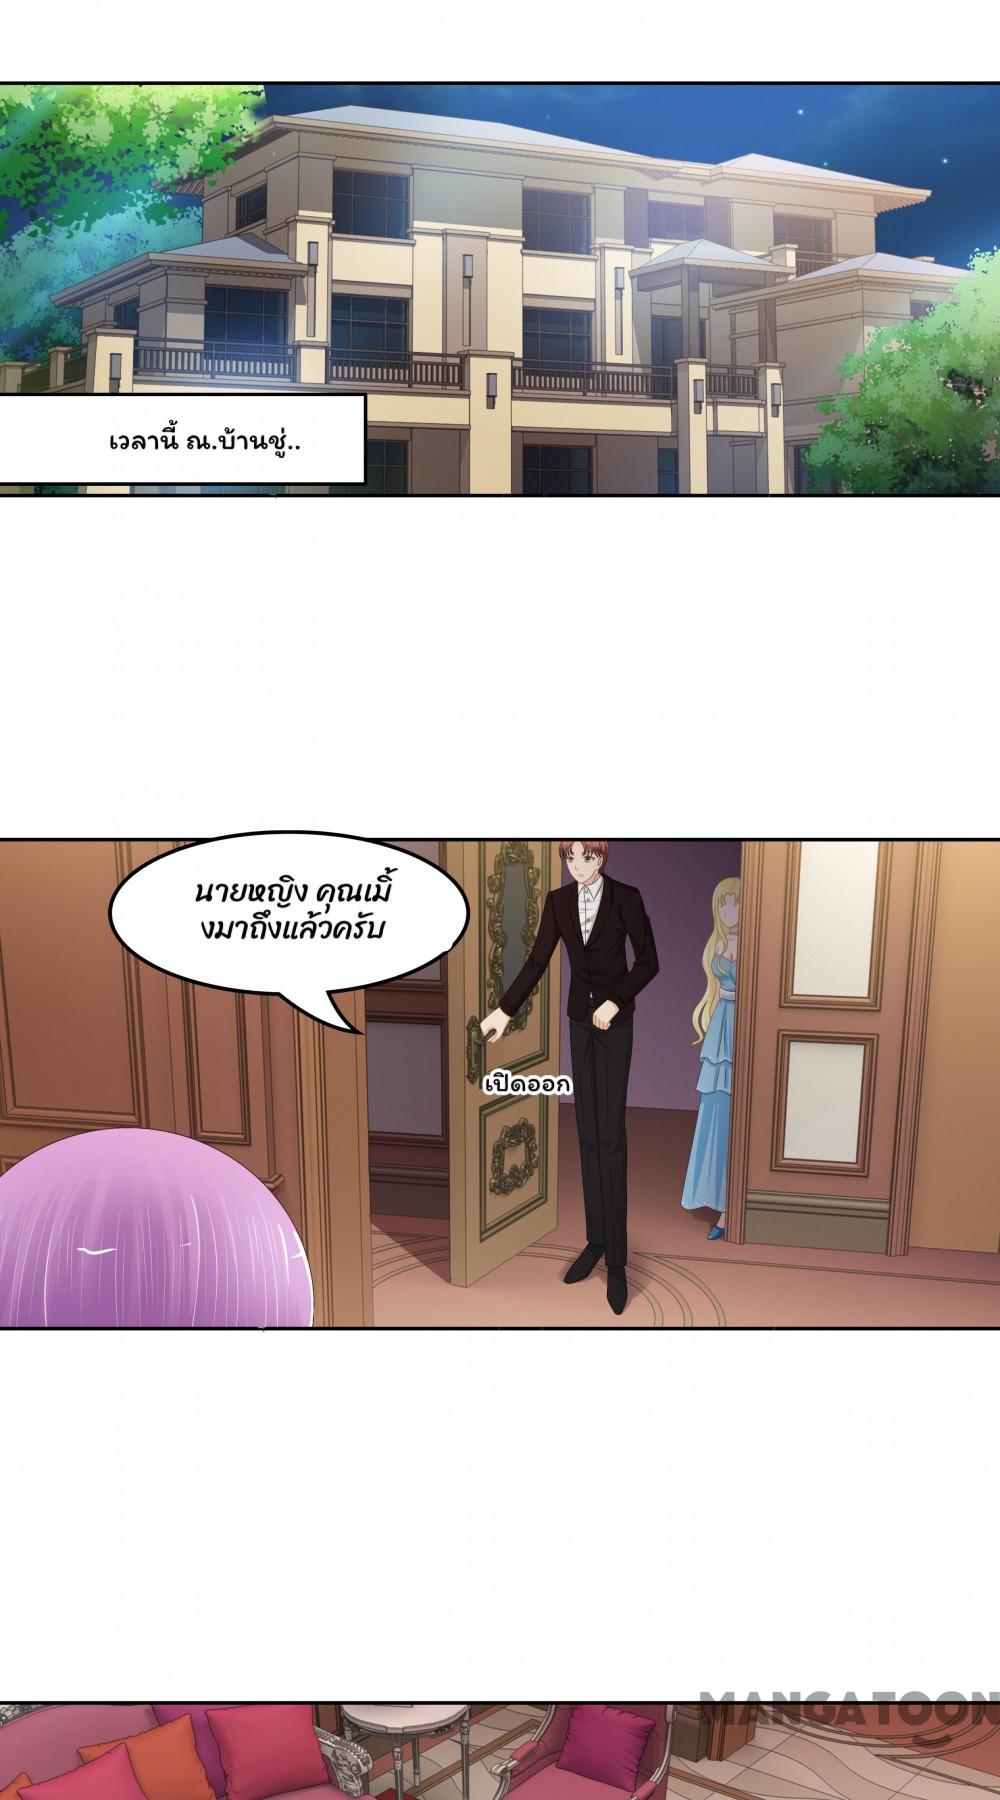 เวลานี้ ณ.บ้านชู่..
นายหญิง คุณเมิ้
งมาถึงแล้วครับ
เปิดออก
MANGATOON